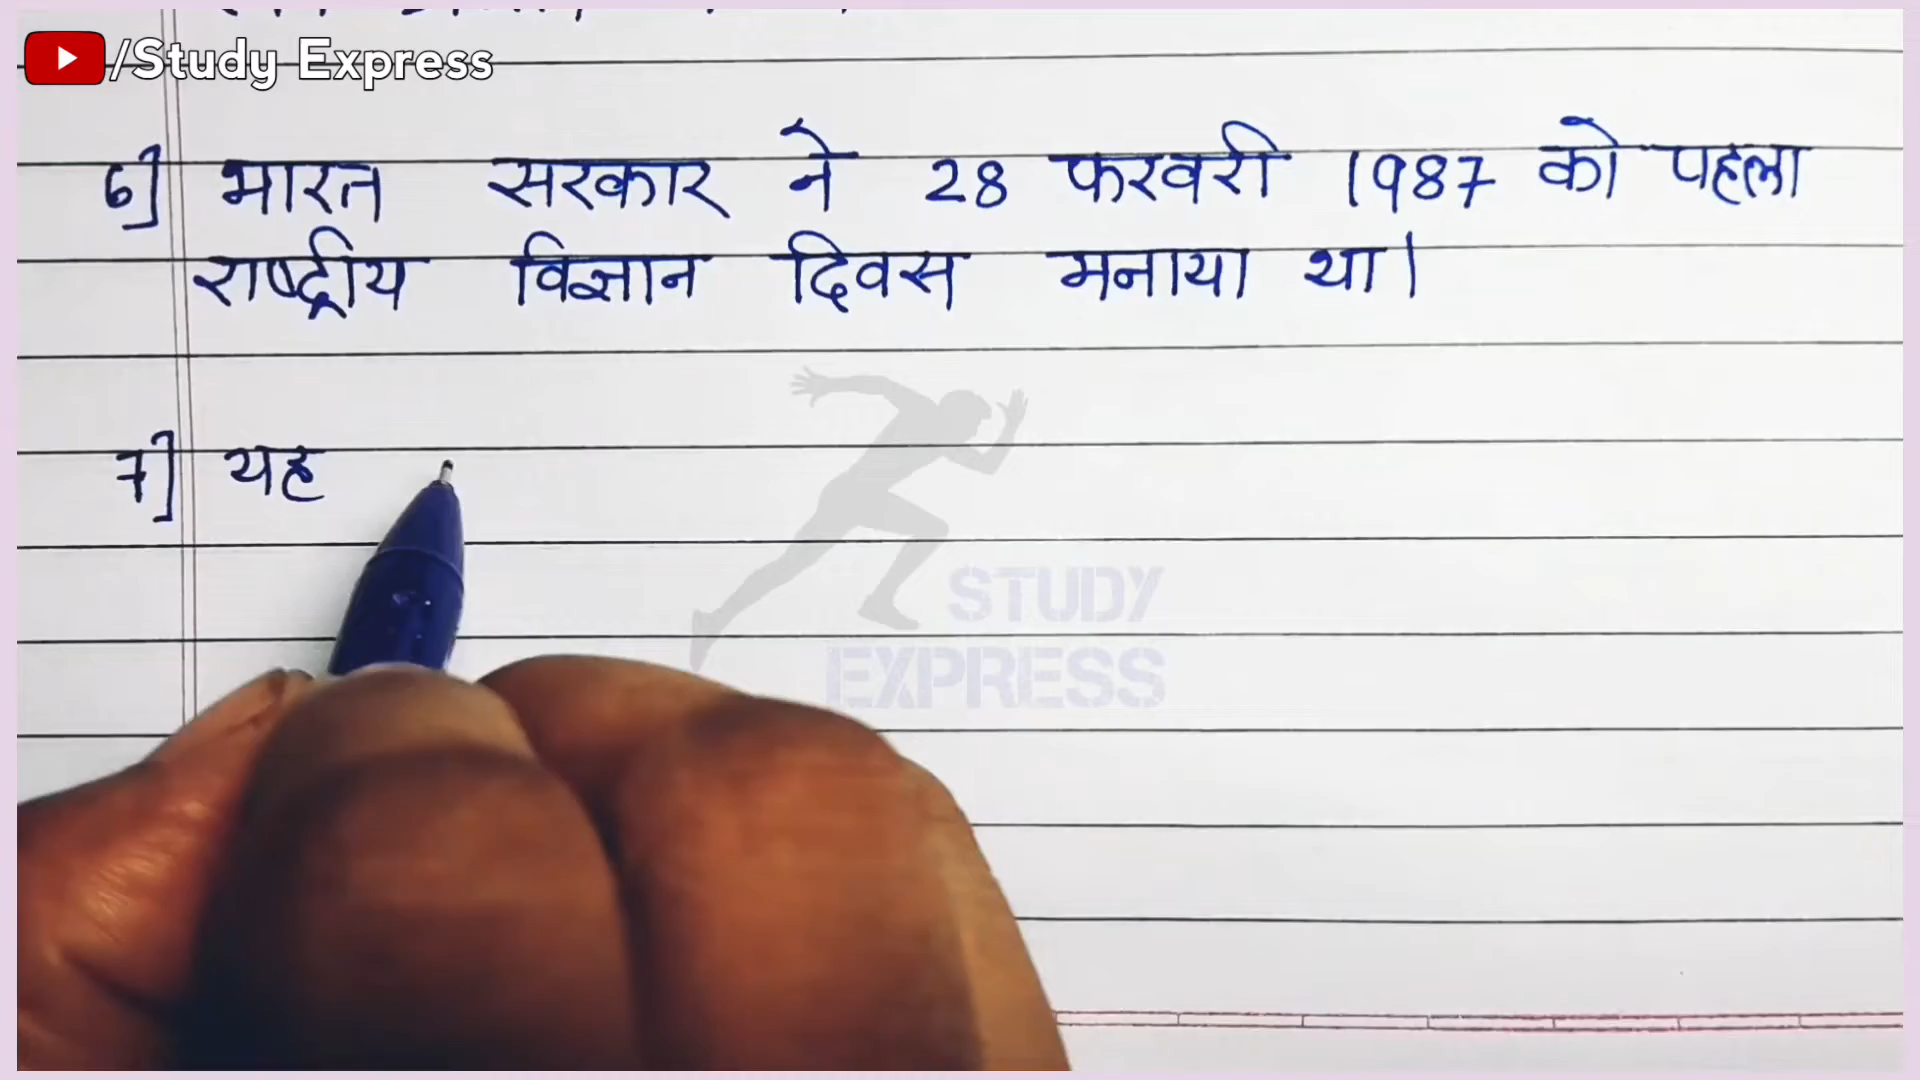 /Study Express
6] भारत सरकार ने 28 फरवरी 1987 को पहला
राष्ट्रीय विज्ञान दिवस मनाया था।
7] यह
STUDY
EXPRESS